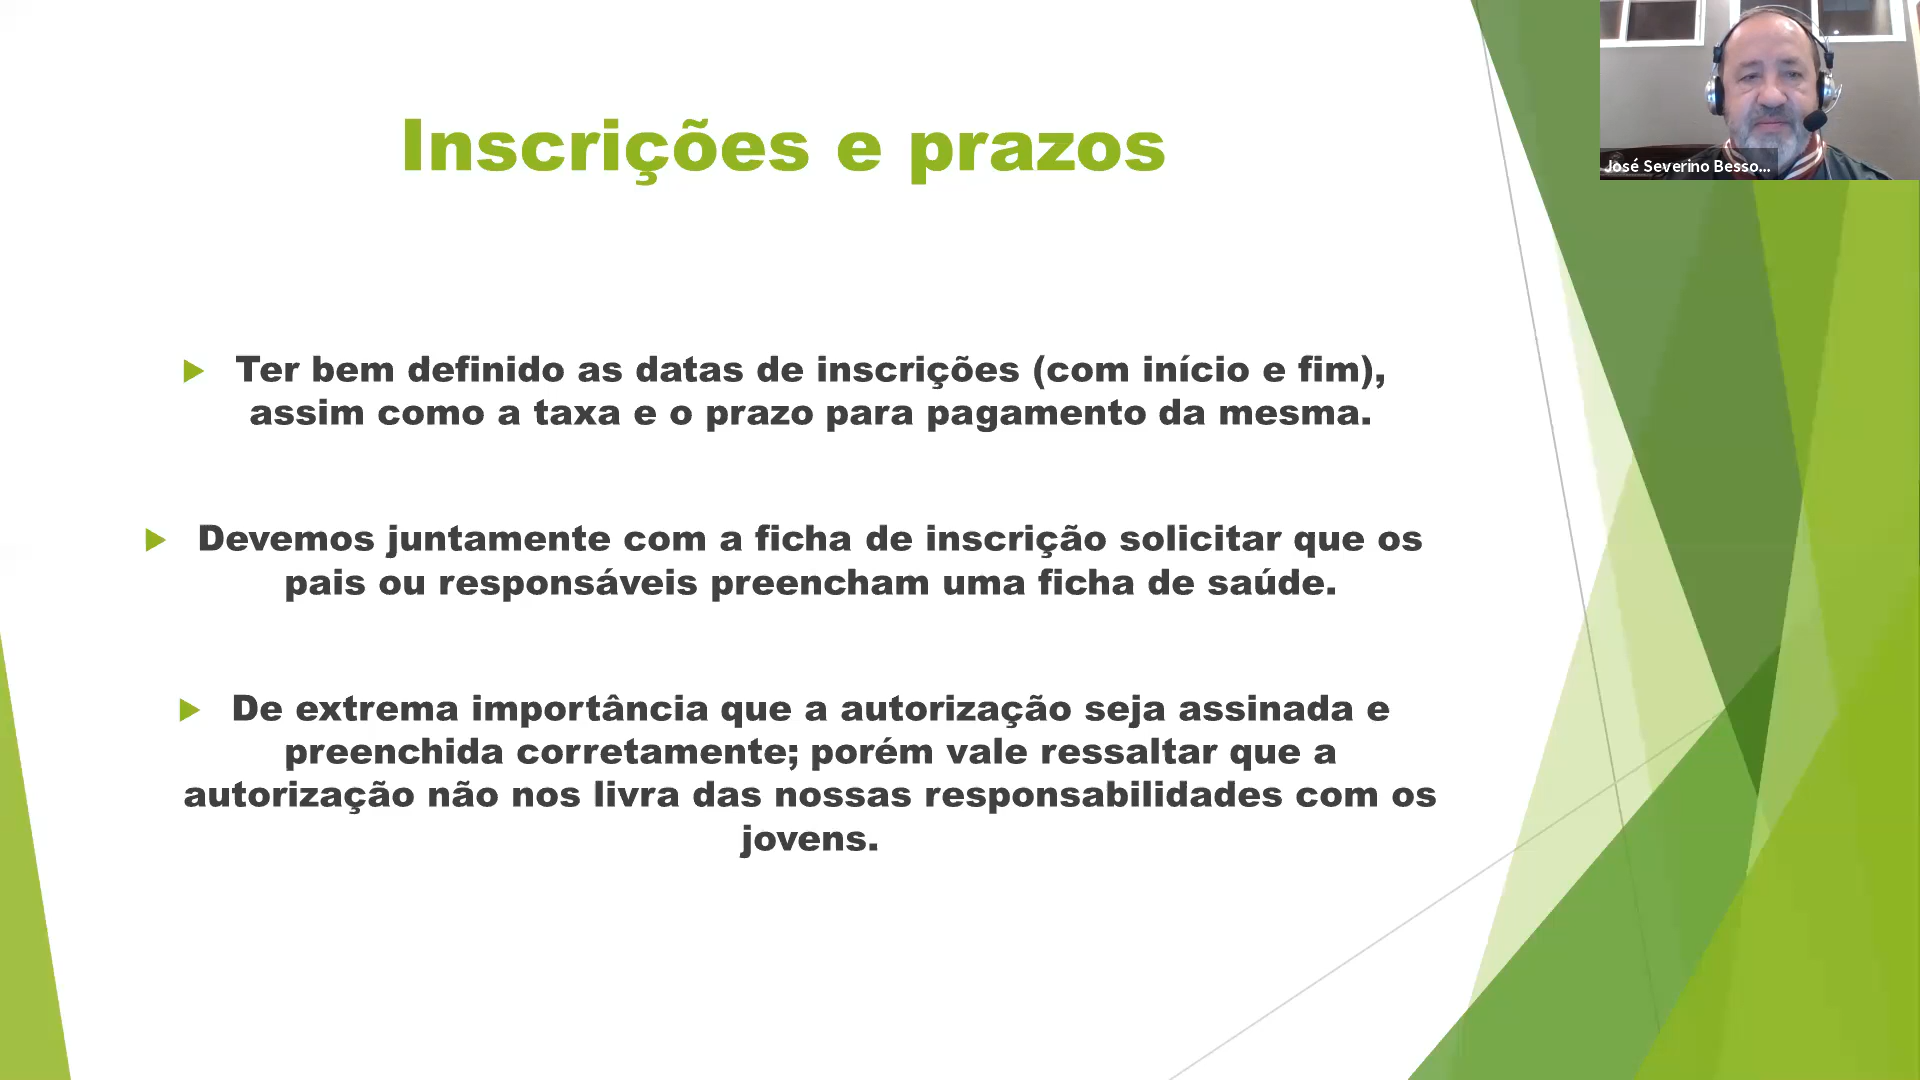 Inscrições e prazos
José Severino Besso...
Ter bem definido as datas de inscrições (com início e fim),
assim como a taxa e o prazo para pagamento da mesma.
Devemos juntamente com a ficha de inscrição solicitar que os
pais ou responsáveis preencham uma ficha de saúde.
De extrema importância que a autorização seja assinada e
preenchida corretamente; porém vale ressaltar que a
autorização não nos livra das nossas responsabilidades com os
jovens.